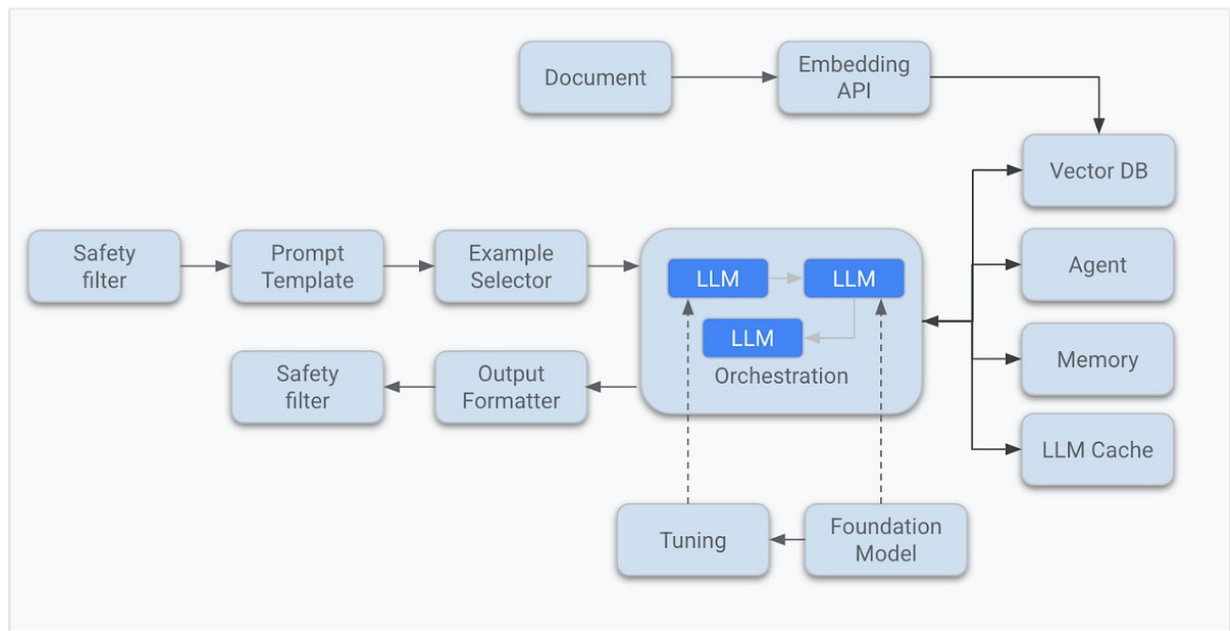 Document
Embedding
API
Vector DB
Safety
filter
Prompt
Template
Example
Selector
LLM
LLM
LLM
Orchestration
Agent
Memory
LLM Cache
Safety
filter
Output
Formatter
Tuning
Foundation
Model